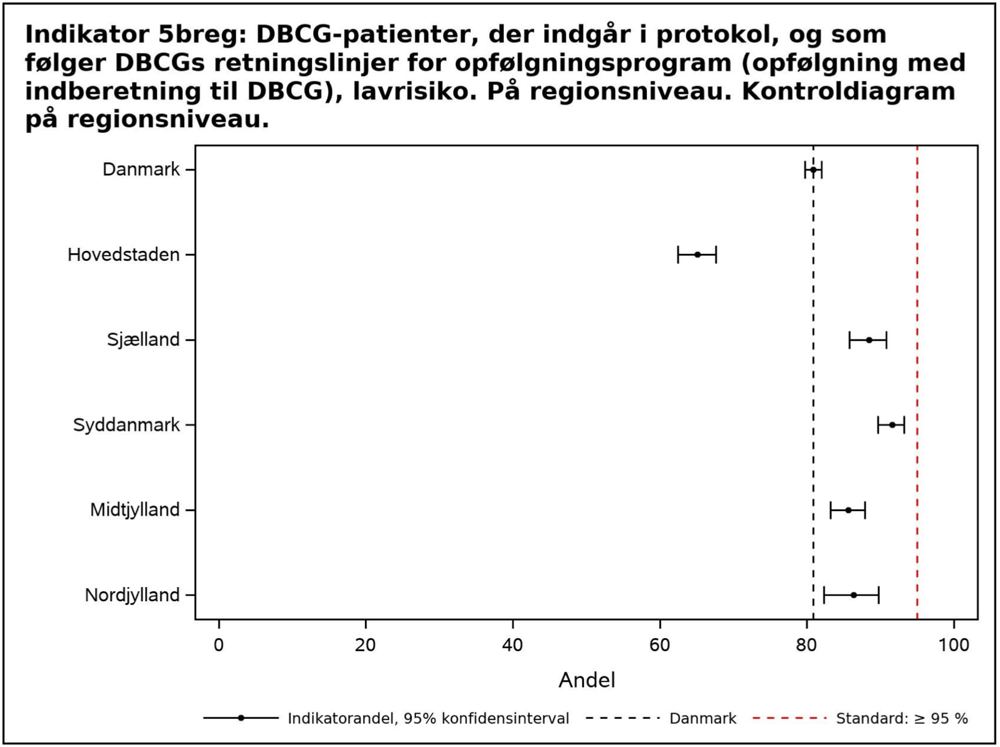 Indikator 5breg: DBCG-patienter, der indgår i protokol, og som
følger DBCGs retningslinjer for opfølgningsprogram (opfølgning med
indberetning til DBCG), lavrisiko. På regionsniveau. Kontroldiagram
på regionsniveau.
Danmark
Hovedstaden
Sjælland
Syddanmark
Midtjylland
Nordjylland
0 20 40 60 80 100
Andel
Indikatorandel, 95% konfidensinterval Danmark Standard: ≥ 95 %